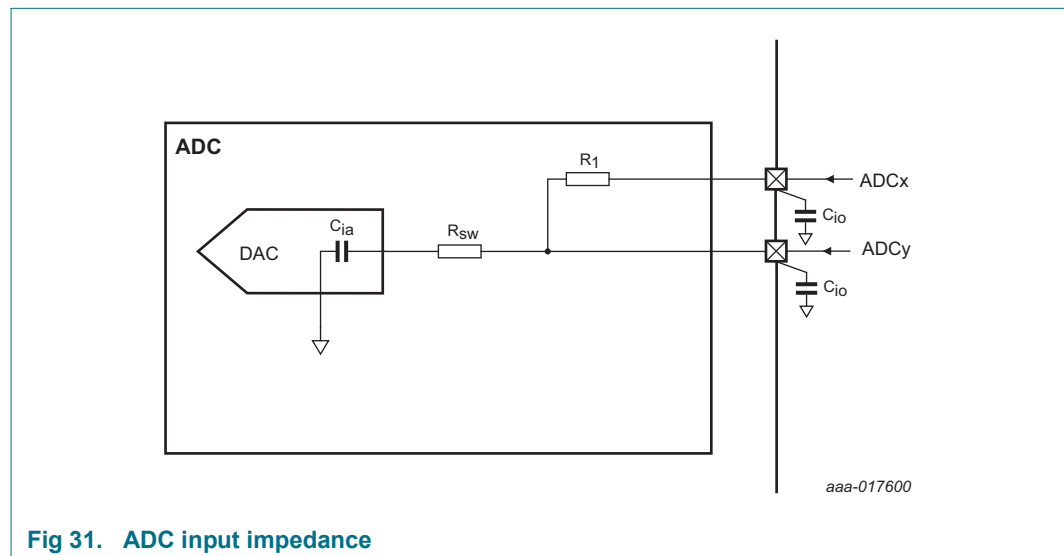 ADC
R1
ADCx
Cio
Cia
Rsw
DAC
ADCy
Cio
aaa-017600
Fig 31. ADC input impedance